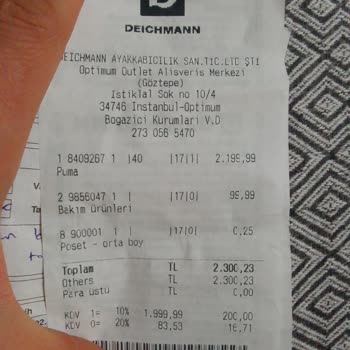 DEICHMANN
DEICHMANN AYAKKABICILIK SAN.TIC.LTD ŞTI
Optimum Outlet Alisveris Merkezi
(Göztepe)
Istiklal Sok no 10/4
34746 Instanbul-Optimum
Bogazici Kurumlari V.D
273 056 5470
1 8409267 1 |40 |17|1| 2.199,99
Puma
2 9856047 1 | |17|0| 99,99
Bakim Ürünleri
8 900001 1 | |17|0| 0,25
Poset - orta boy
Toplam TL 2.300,23
Others TL 2.300,23
Para üstü TL 0,00
KDV 1= 10% 1.999,99 200,00
KDV 0= 20% 83,53 16,71